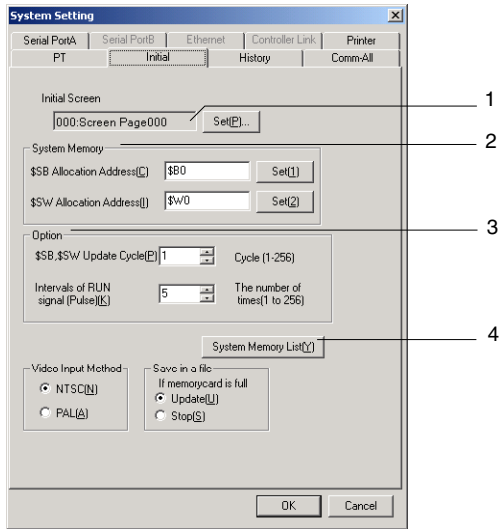 System Setting
Serial PortA Serial PortB Ethernet Controller Link Printer
PT Initial History Comm-All
Initial Screen
000:Screen Page000 Set(P)... 1
System Memory 2
$SB Allocation Address(C) $B0 Set(1)
$SW Allocation Address(I) $W0 Set(2)
Option 3
$SB,$SW Update Cycle(P) 1 Cycle (1-256)
Intervals of RUN The number of
signal (Pulse)(K) 5 times(1 to 256)
System Memory List(Y) 4
Video Input Method Save in a file
If memorycard is full
NTSC(N) Update(U)
PAL(A) Stop(S)
OK Cancel